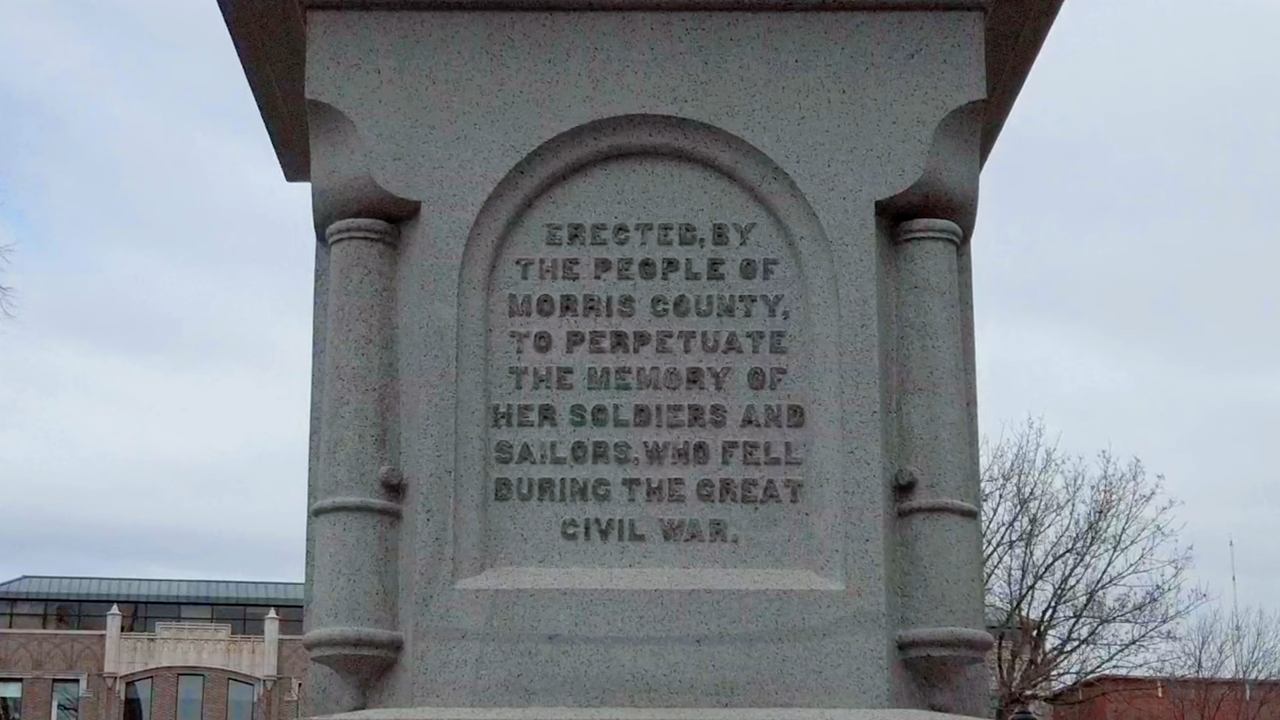 ERECTED, BY
THE PEOPLE OF
MORRIS COUNTY,
TO PERPETUATE
THE MEMORY OF
HER SOLDIERS AND
SAILORS, WHO FELL
DURING THE GREAT
CIVIL WAR.